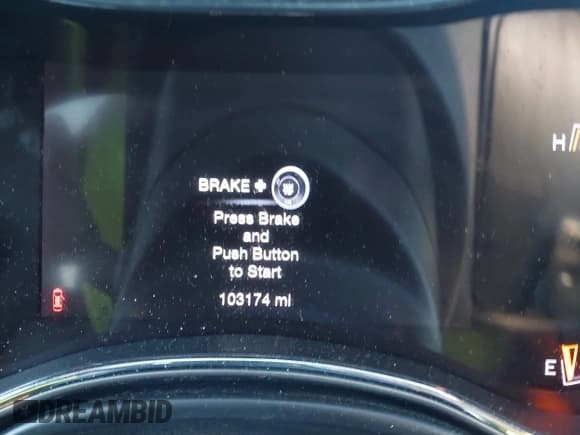 H
BRAKE +
Press Brake
and
Push Button
to Start
103174 mi
E
DREAMBID